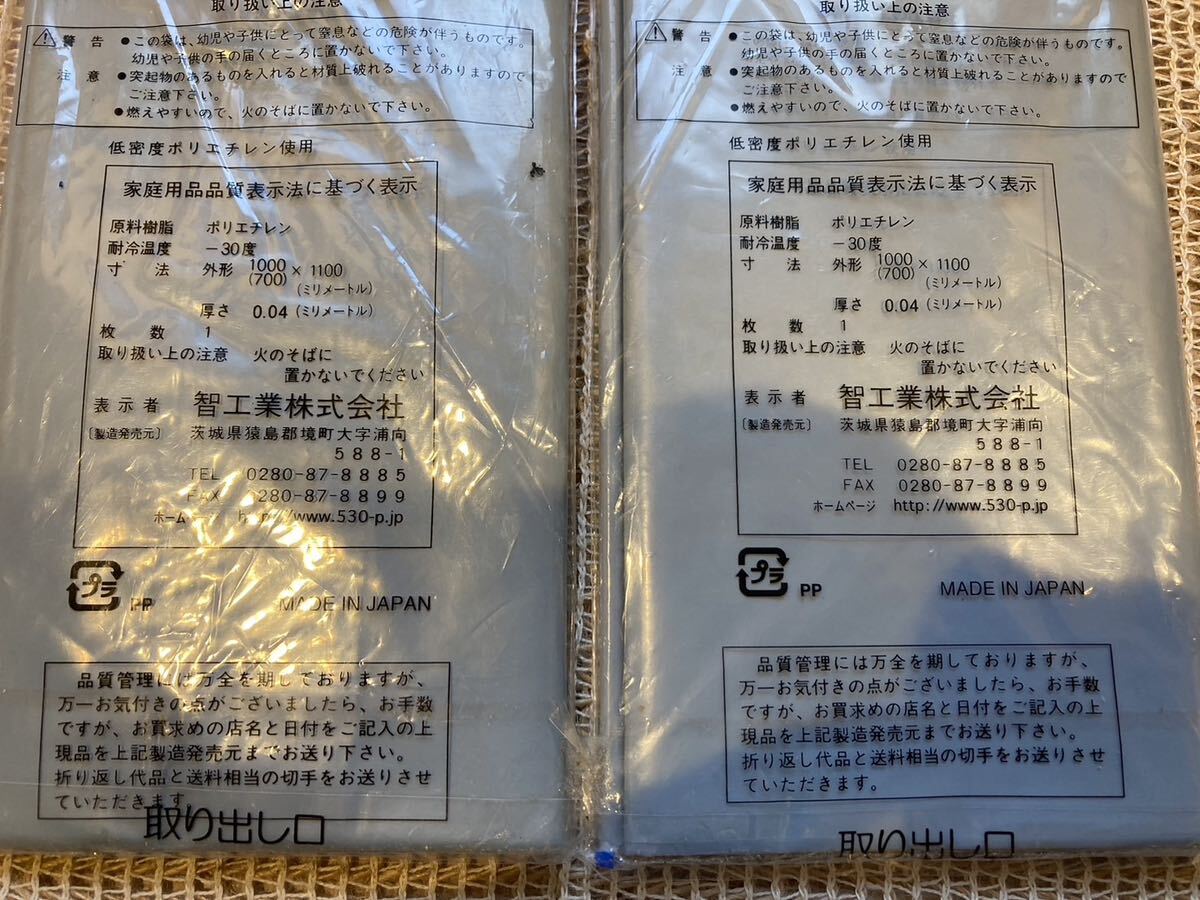 取り扱い上の注意
警告 ●この袋は、幼児や子供にとって窒息などの危険が伴うものです。
幼児や子供の手の届くところに置かないで下さい。
注意 ●突起物のあるものを入れると材質上破れることがありますので
ご注意下さい。
●燃えやすいので、火のそばに置かないで下さい。
低密度ポリエチレン使用
家庭用品品質表示法に基づく表示
原料樹脂 ポリエチレン
耐冷温度 －30度
寸法 外形 1000(700) × 1100
(ミリメートル)
厚さ 0.04 (ミリメートル)
枚数 1
取り扱い上の注意 火のそばに
置かないでください
表示者 智工業株式会社
〔製造発売元〕 茨城県猿島郡境町大字浦向
588-1
TEL 0280-87-8885
FAX 0280-87-8899
ホームページ http://www.530-p.jp
プラ PP MADE IN JAPAN
品質管理には万全を期しておりますが、
万一お気付きの点がございましたら、お手数
ですが、お買求めの店名と日付をご記入の上
現品を上記製造発売元までお送り下さい。
折り返し代品と送料相当の切手をお送りさせ
ていただきます
取り出し口
取り扱い上の注意
警告 ●この袋は、幼児や子供にとって窒息などの危険が伴うものです。
幼児や子供の手の届くところに置かないで下さい。
注意 ●突起物のあるものを入れると材質上破れることがありますので
ご注意下さい。
●燃えやすいので、火のそばに置かないで下さい。
低密度ポリエチレン使用
家庭用品品質表示法に基づく表示
原料樹脂 ポリエチレン
耐冷温度 －30度
寸法 外形 1000(700) × 1100
(ミリメートル)
厚さ 0.04 (ミリメートル)
枚数 1
取り扱い上の注意 火のそばに
置かないでください
表示者 智工業株式会社
〔製造発売元〕 茨城県猿島郡境町大字浦向
588-1
TEL 0280-87-8885
FAX 0280-87-8899
ホームページ http://www.530-p.jp
プラ PP MADE IN JAPAN
品質管理には万全を期しておりますが、
万一お気付きの点がございましたら、お手数
ですが、お買求めの店名と日付をご記入の上
現品を上記製造発売元までお送り下さい。
折り返し代品と送料相当の切手をお送りさせ
ていただきます。
取り出し口